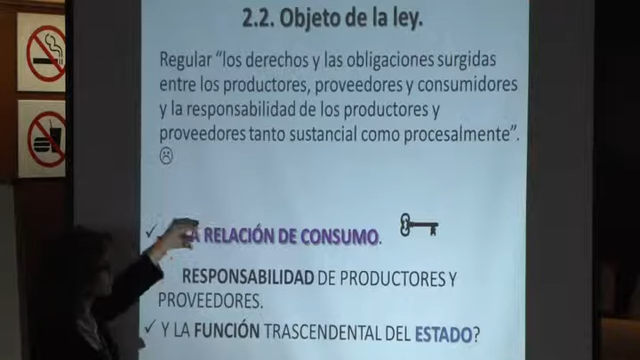 2.2. Objeto de la ley.
Regular “los derechos y las obligaciones surgidas
entre los productores, proveedores y consumidores
y la responsabilidad de los productores y
proveedores tanto sustancial como procesalmente”.
RELACIÓN DE CONSUMO.
RESPONSABILIDAD DE PRODUCTORES Y
PROVEEDORES.
Y LA FUNCIÓN TRASCENDENTAL DEL ESTADO?